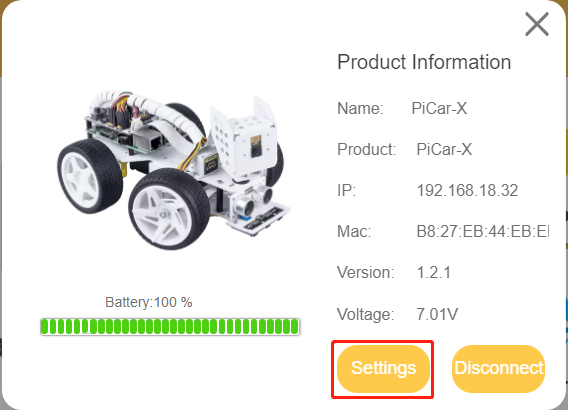 Product Information
Name: PiCar-X
Product: PiCar-X
IP: 192.168.18.32
Mac: B8:27:EB:44:EB:
Version: 1.2.1
Battery:100 %
Voltage: 7.01V
Settings
Disconnect